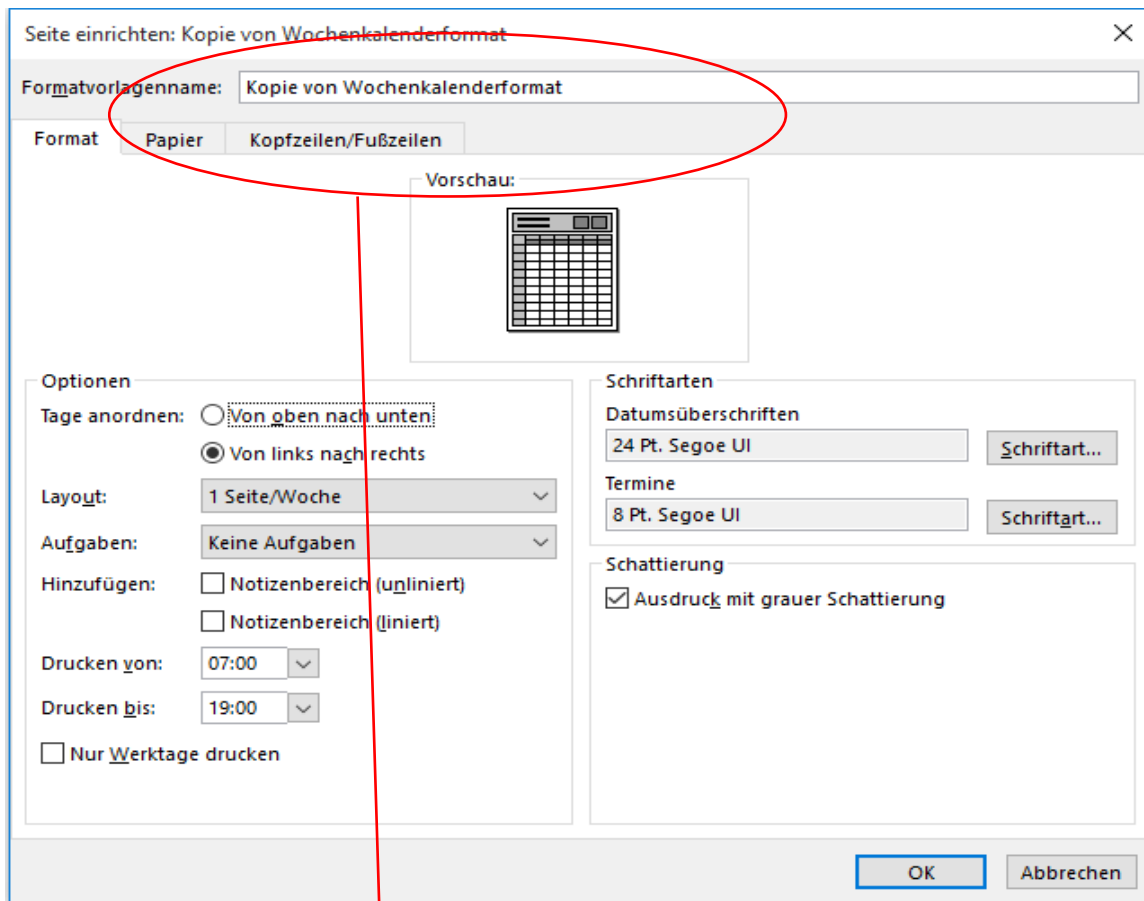 Seite einrichten: Kopie von Wochenkalenderformat
Formatvorlagenname: Kopie von Wochenkalenderformat
Format Papier Kopfzeilen/Fußzeilen
Vorschau:
Optionen
Tage anordnen: Von oben nach unten
Von links nach rechts
Layout: 1 Seite/Woche
Aufgaben: Keine Aufgaben
Hinzufügen: Notizenbereich (unliniert)
Notizenbereich (liniert)
Drucken von: 07:00
Drucken bis: 19:00
Nur Werktage drucken
Schriftarten
Datumsüberschriften
24 Pt. Segoe UI Schriftart...
Termine
8 Pt. Segoe UI Schriftart...
Schattierung
Ausdruck mit grauer Schattierung
OK Abbrechen